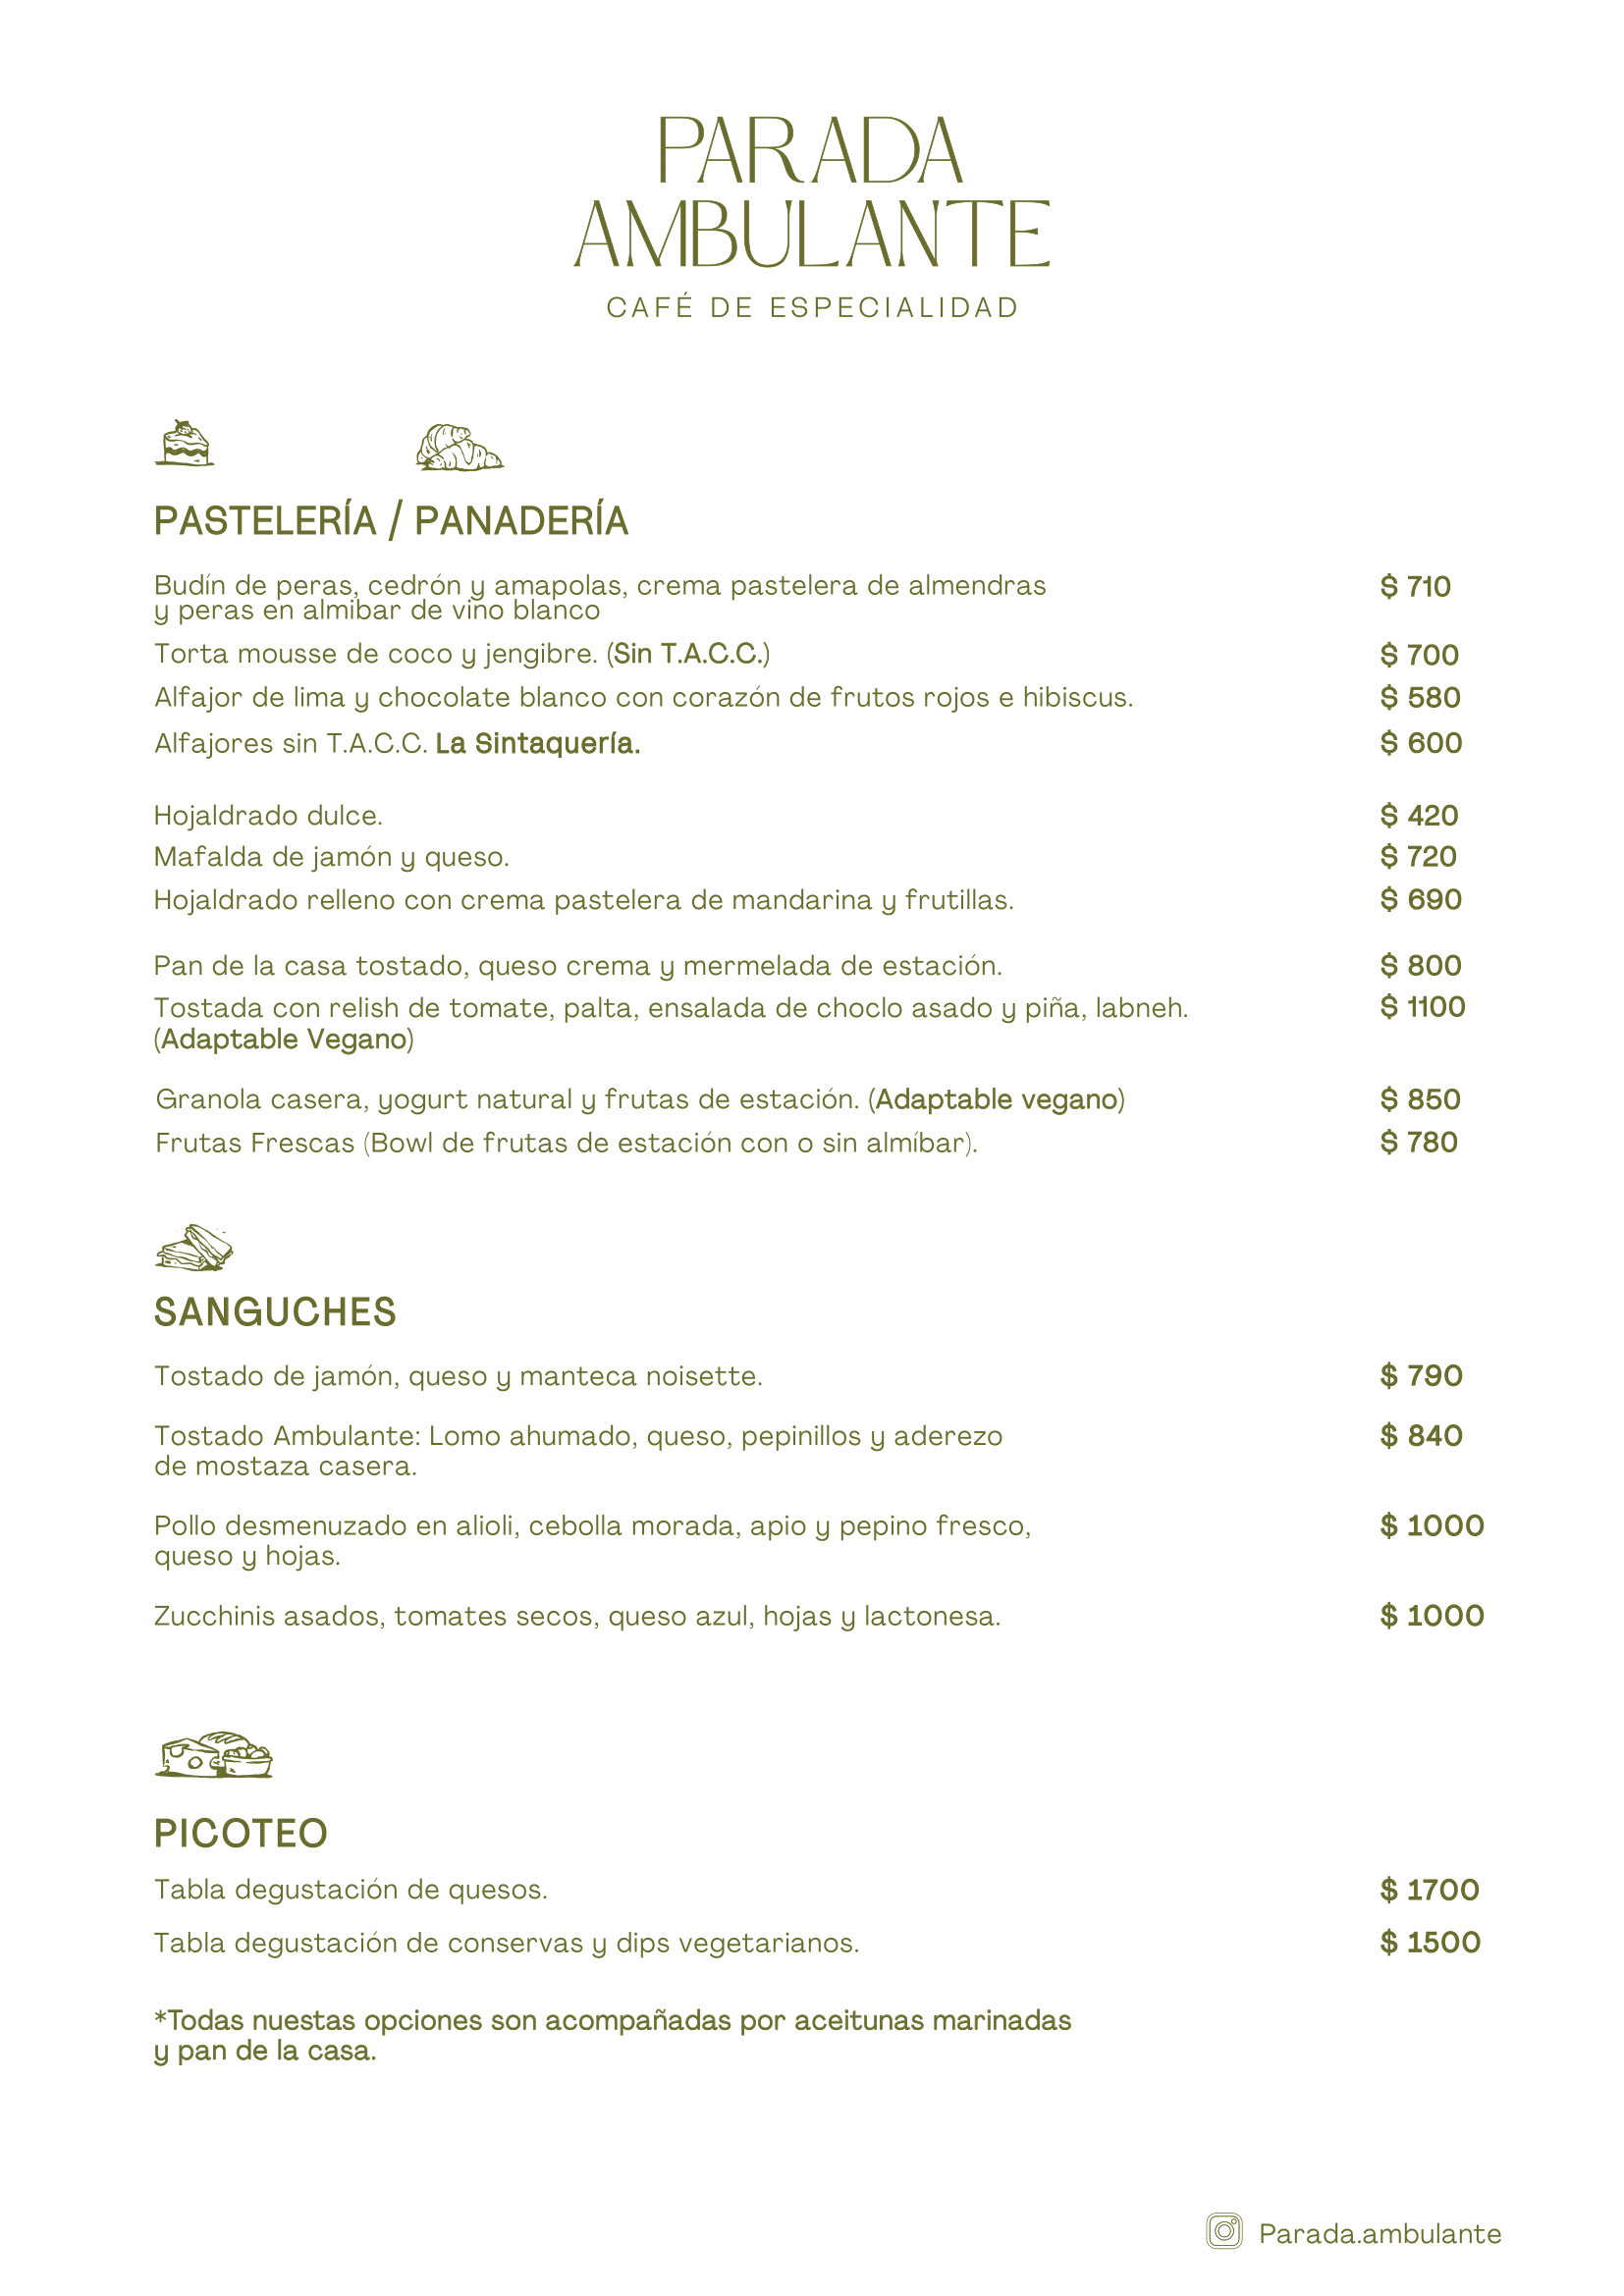 PARADA
AMBULANTE
CAFÉ DE ESPECIALIDAD
PASTELERÍA / PANADERÍA
Budín de peras, cedrón y amapolas, crema pastelera de almendras $ 710
y peras en almibar de vino blanco
Torta mousse de coco y jengibre. (Sin T.A.C.C.) $ 700
Alfajor de lima y chocolate blanco con corazón de frutos rojos e hibiscus. $ 580
Alfajores sin T.A.C.C. La Sintaquería. $ 600
Hojaldrado dulce. $ 420
Mafalda de jamón y queso. $ 720
Hojaldrado relleno con crema pastelera de mandarina y frutillas. $ 690
Pan de la casa tostado, queso crema y mermelada de estación. $ 800
Tostada con relish de tomate, palta, ensalada de choclo asado y piña, labneh. $ 1100
(Adaptable Vegano)
Granola casera, yogurt natural y frutas de estación. (Adaptable vegano) $ 850
Frutas Frescas (Bowl de frutas de estación con o sin almíbar). $ 780
SANGUCHES
Tostado de jamón, queso y manteca noisette. $ 790
Tostado Ambulante: Lomo ahumado, queso, pepinillos y aderezo $ 840
de mostaza casera.
Pollo desmenuzado en alioli, cebolla morada, apio y pepino fresco, $ 1000
queso y hojas.
Zucchinis asados, tomates secos, queso azul, hojas y lactonesa. $ 1000
PICOTEO
Tabla degustación de quesos. $ 1700
Tabla degustación de conservas y dips vegetarianos. $ 1500
*Todas nuestas opciones son acompañadas por aceitunas marinadas
y pan de la casa.
Parada.ambulante